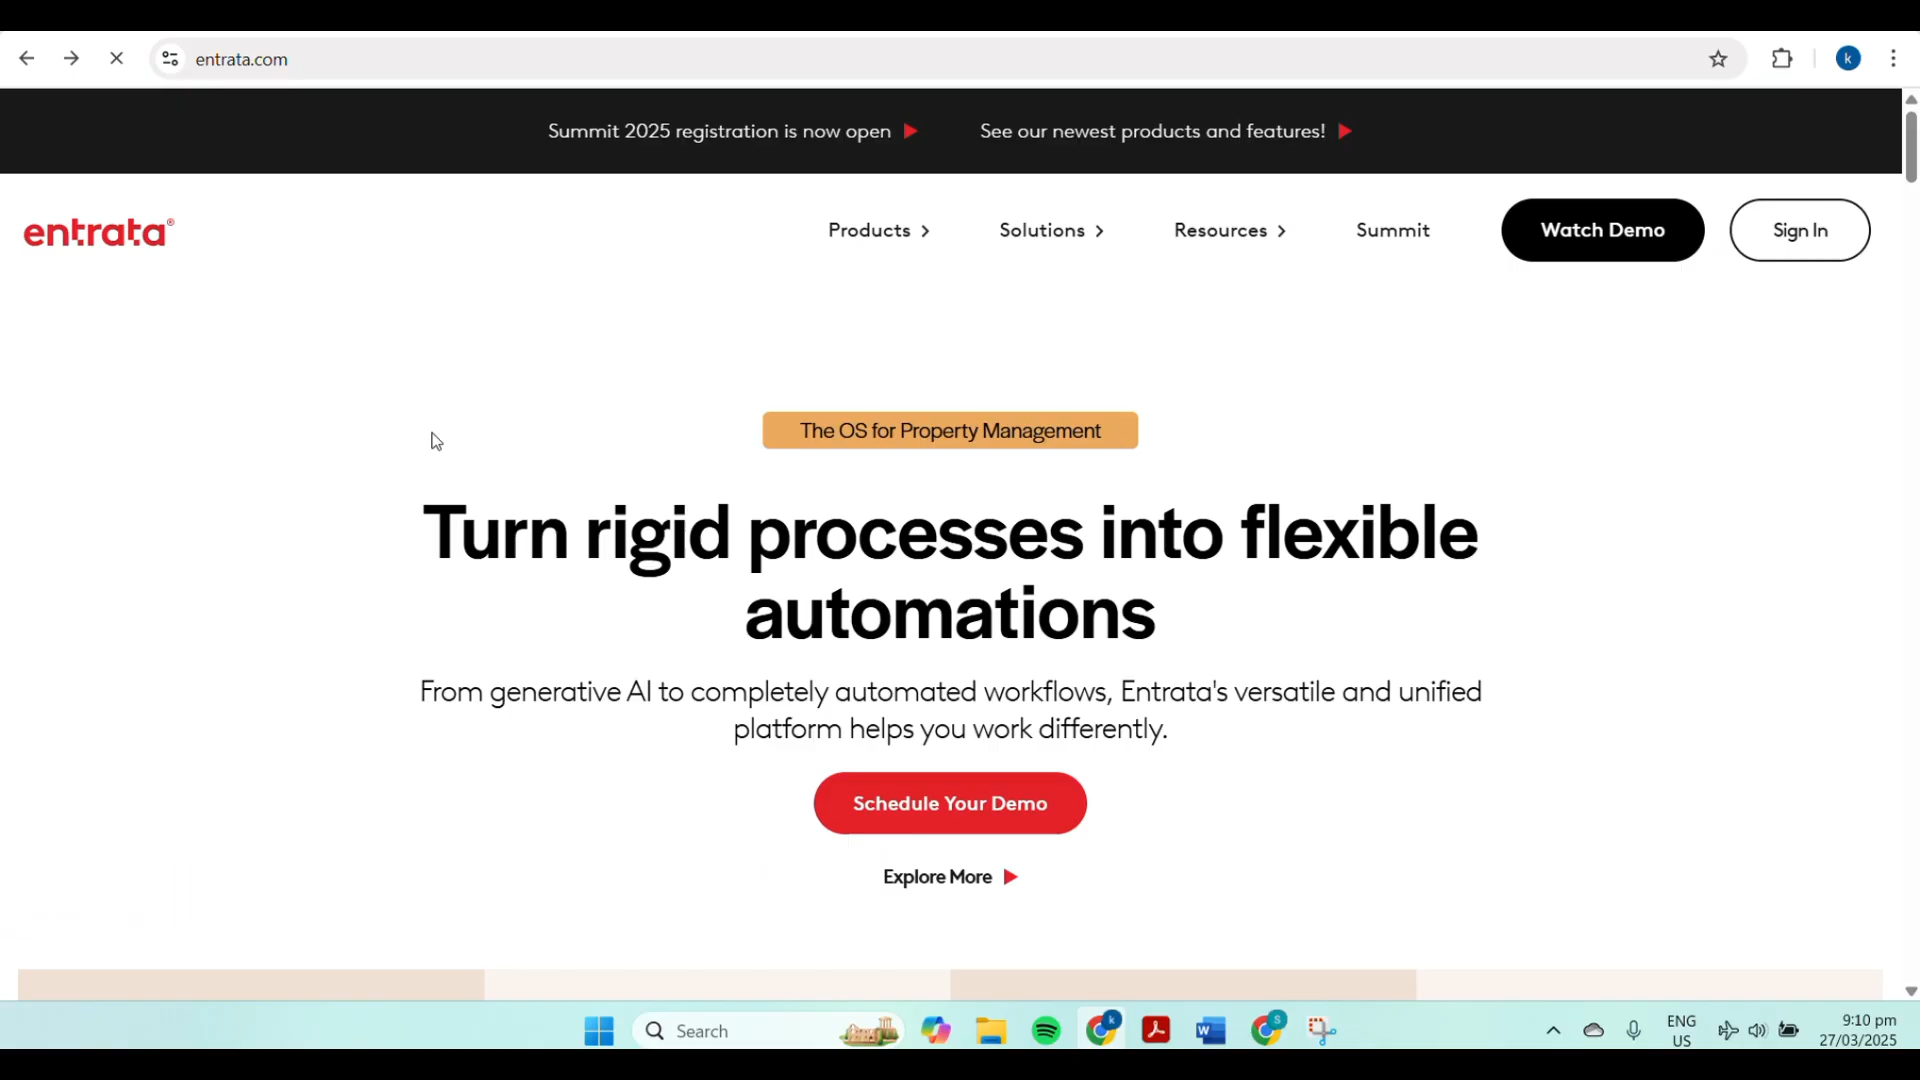 entrata.com
k
Summit 2025 registration is now open
See our newest products and features!
entrata®
Products
Solutions
Resources
Summit
Watch Demo
Sign In
The OS for Property Management
Turn rigid processes into flexible
automations
From generative AI to completely automated workflows, Entrata's versatile and unified
platform helps you work differently.
Schedule Your Demo
Explore More
Search
k
W
S
ENG
US
9:10 pm
27/03/2025